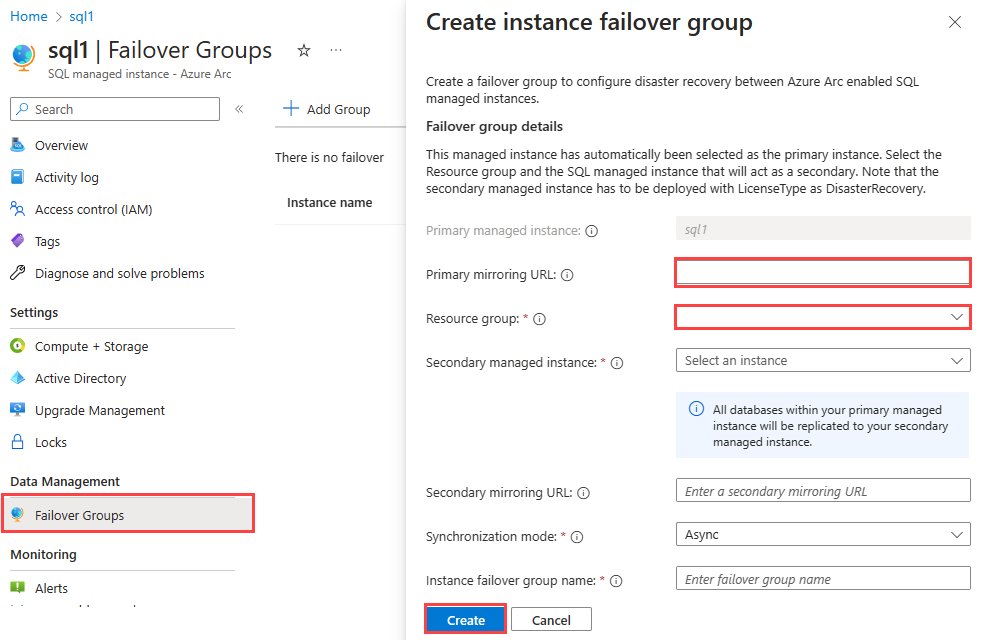 Home > sql1
sql1 | Failover Groups
SQL managed instance - Azure Arc
Search
Overview
Activity log
Access control (IAM)
Tags
Diagnose and solve problems
Settings
Compute + Storage
Active Directory
Upgrade Management
Locks
Data Management
Failover Groups
Monitoring
Alerts
Add Group
There is no failover
Instance name
Create instance failover group
Create a failover group to configure disaster recovery between Azure Arc enabled SQL
managed instances.
Failover group details
This managed instance has automatically been selected as the primary instance. Select the
Resource group and the SQL managed instance that will act as a secondary. Note that the
secondary managed instance has to be deployed with LicenseType as DisasterRecovery.
Primary managed instance: sql1
Primary mirroring URL:
Resource group: *
Secondary managed instance: * Select an instance
All databases within your primary managed
instance will be replicated to your secondary
managed instance.
Secondary mirroring URL: Enter a secondary mirroring URL
Synchronization mode: * Async
Instance failover group name: * Enter failover group name
Create Cancel